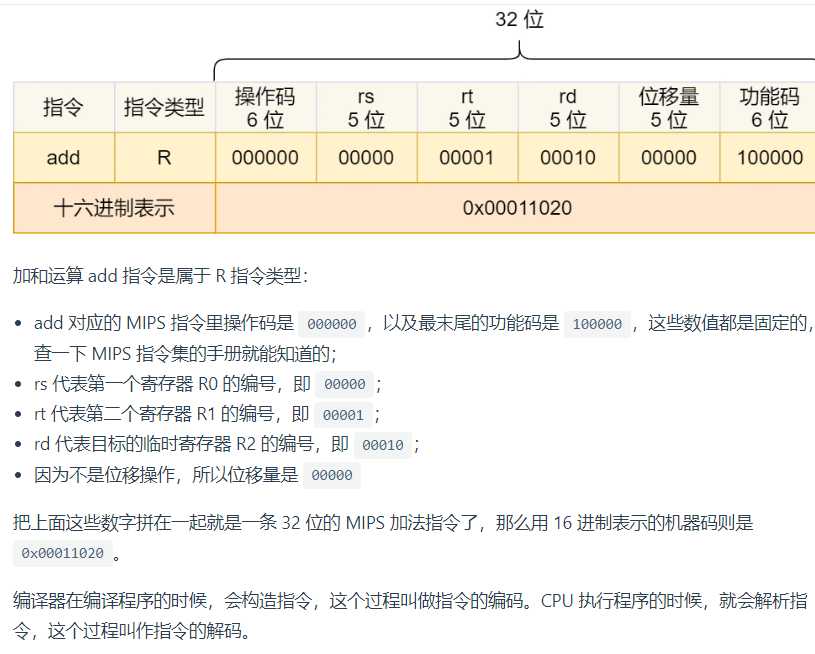 32 位
指令 指令类型 操作码 rs rt rd 位移量 功能码
6 位 5 位 5 位 5 位 5 位 6 位
add R 000000 00000 00001 00010 00000 100000
十六进制表示 0x00011020
加和运算 add 指令是属于 R 指令类型：
• add 对应的 MIPS 指令里操作码是 000000 ，以及最末尾的功能码是 100000 ，这些数值都是固定的，
查一下 MIPS 指令集的手册就能知道的；
• rs 代表第一个寄存器 R0 的编号，即 00000 ；
• rt 代表第二个寄存器 R1 的编号，即 00001 ；
• rd 代表目标的临时寄存器 R2 的编号，即 00010 ；
• 因为不是位移操作，所以位移量是 00000
把上面这些数字拼在一起就是一条 32 位的 MIPS 加法指令了，那么用 16 进制表示的机器码则是
0x00011020 。
编译器在编译程序的时候，会构造指令，这个过程叫做指令的编码。CPU 执行程序的时候，就会解析指
令，这个过程叫作指令的解码。